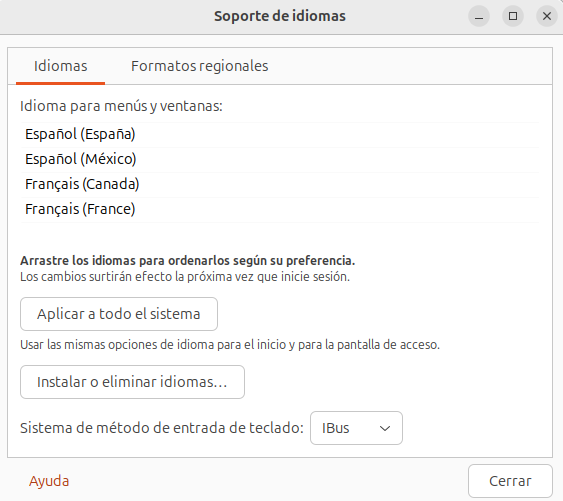 Soporte de idiomas
Idiomas
Formatos regionales
Idioma para menús y ventanas:
Español (España)
Español (México)
Français (Canada)
Français (France)
Arrastre los idiomas para ordenarlos según su preferencia.
Los cambios surtirán efecto la próxima vez que inicie sesión.
Aplicar a todo el sistema
Usar las mismas opciones de idioma para el inicio y para la pantalla de acceso.
Instalar o eliminar idiomas...
Sistema de método de entrada de teclado: IBus
Ayuda
Cerrar